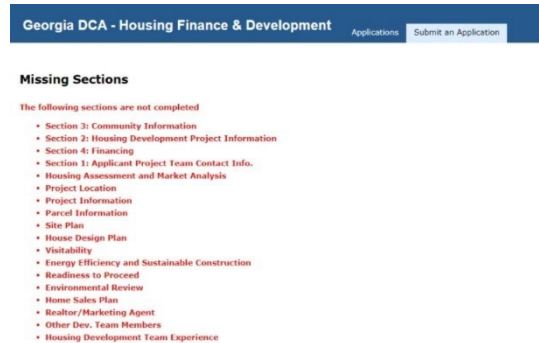 Georgia DCA - Housing Finance & Development
Applications Submit an Application
Missing Sections
The following sections are not completed
• Section 3: Community Information
• Section 2: Housing Development Project Information
• Section 4: Financing
• Section 1: Applicant Project Team Contact Info.
• Housing Assessment and Market Analysis
• Project Location
• Project Information
• Parcel Information
• Site Plan
• House Design Plan
• Visitability
• Energy Efficiency and Sustainable Construction
• Readiness to Proceed
• Environmental Review
• Home Sales Plan
• Realtor/Marketing Agent
• Other Dev. Team Members
• Housing Development Team Experience